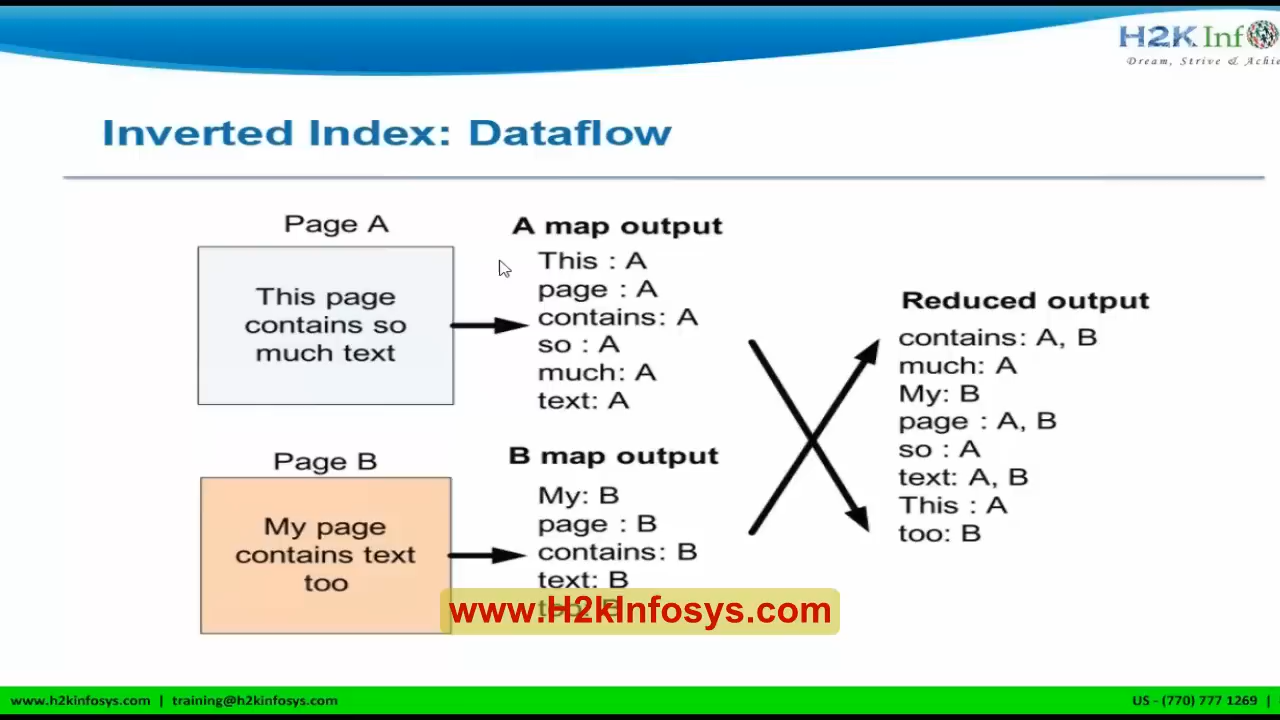 H2K Inf
Dream, Strive & Achie
Inverted Index: Dataflow
Page A
This page
contains so
much text
A map output
This : A
page : A
contains: A
so : A
much: A
text: A
Page B
My page
contains text
too
B map output
My: B
page : B
contains: B
text: B
too: B
Reduced output
contains: A, B
much: A
My: B
page : A, B
so : A
text: A, B
This : A
too: B
www.H2kInfosys.com
www.h2kinfosys.com | training@h2kinfosys.com
US - (770) 777 1269 |